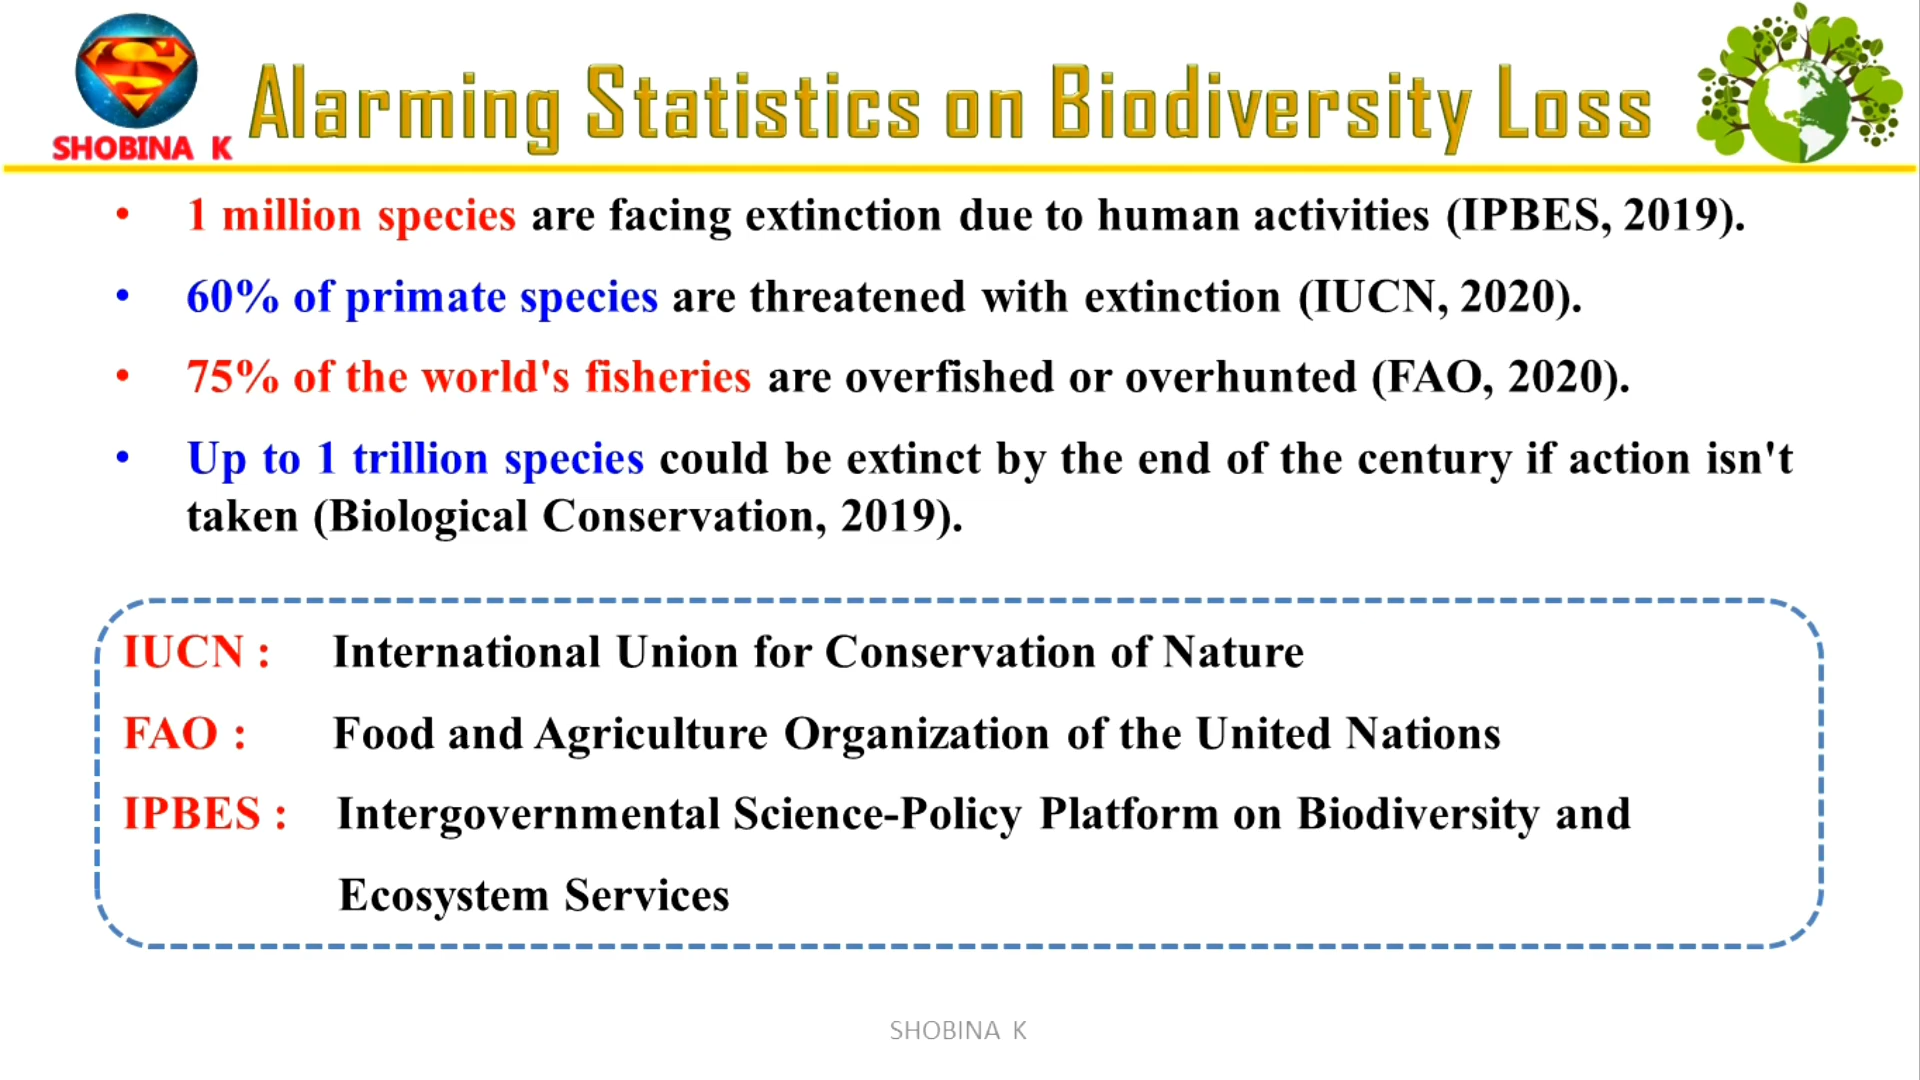 SHOBINA K
Alarming Statistics on Biodiversity Loss
• 1 million species are facing extinction due to human activities (IPBES, 2019).
• 60% of primate species are threatened with extinction (IUCN, 2020).
• 75% of the world's fisheries are overfished or overhunted (FAO, 2020).
• Up to 1 trillion species could be extinct by the end of the century if action isn't
taken (Biological Conservation, 2019).
IUCN : International Union for Conservation of Nature
FAO : Food and Agriculture Organization of the United Nations
IPBES : Intergovernmental Science-Policy Platform on Biodiversity and
Ecosystem Services
SHOBINA K